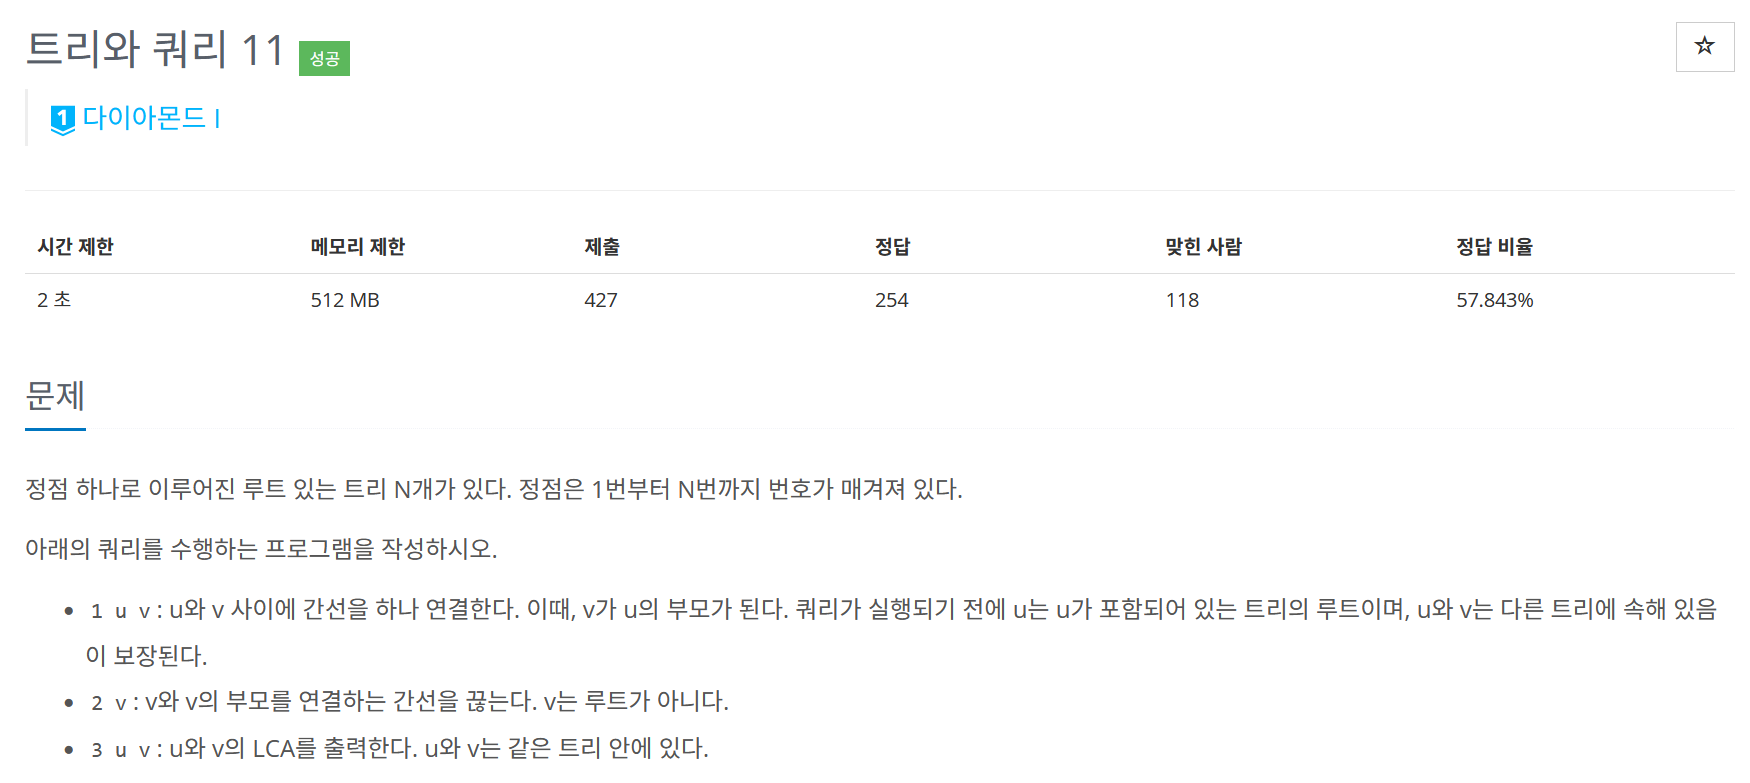 트리와 쿼리 11 성공
1 다이아몬드 I
시간 제한 메모리 제한 제출 정답 맞힌 사람 정답 비율
2 초 512 MB 427 254 118 57.843%
문제
정점 하나로 이루어진 루트 있는 트리 N개가 있다. 정점은 1번부터 N번까지 번호가 매겨져 있다.
아래의 쿼리를 수행하는 프로그램을 작성하시오.
• 1 u v : u와 v 사이에 간선을 하나 연결한다. 이때, v가 u의 부모가 된다. 쿼리가 실행되기 전에 u는 u가 포함되어 있는 트리의 루트이며, u와 v는 다른 트리에 속해 있음
이 보장된다.
• 2 v : v와 v의 부모를 연결하는 간선을 끊는다. v는 루트가 아니다.
• 3 u v : u와 v의 LCA를 출력한다. u와 v는 같은 트리 안에 있다.